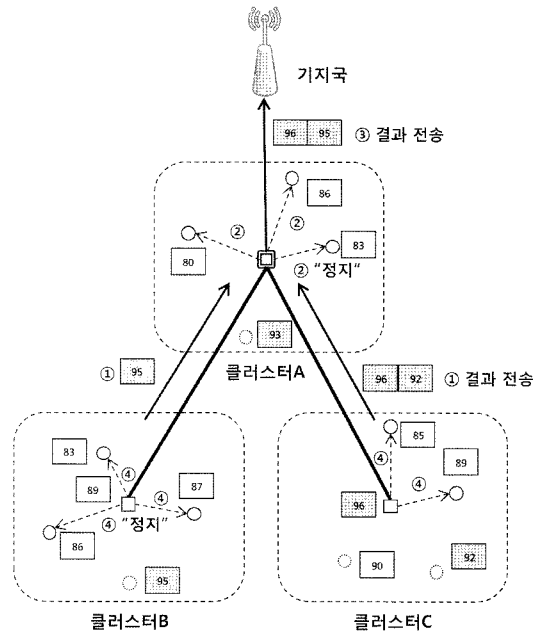 기지국
96 95 ③ 결과 전송
86
②
②
83
80
② "정지"
93
클러스터A
① 95
96 92 ① 결과 전송
83
④
89
④
87
④ "정지"
86
95
클러스터B
85
④
89
④
96
90
92
클러스터C